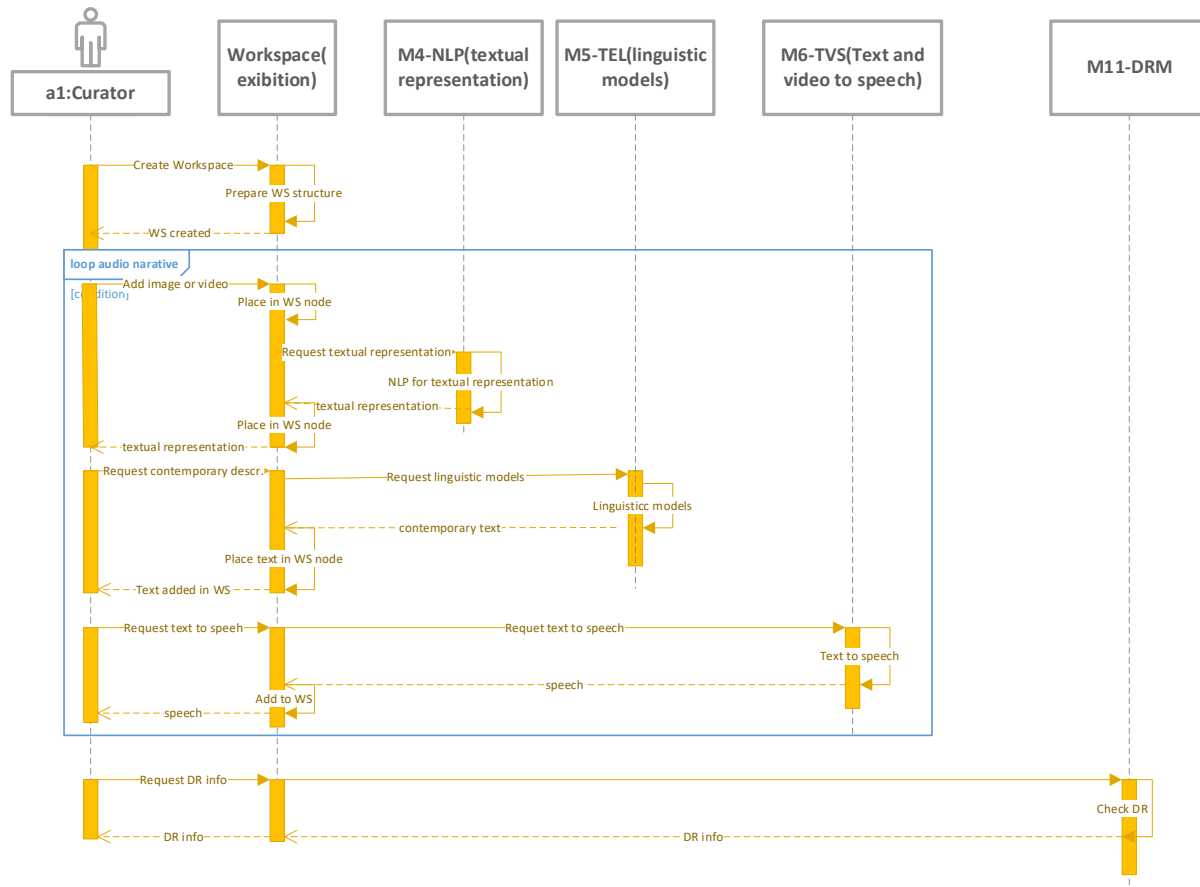 a1:Curator
Workspace(
exibition)
M4-NLP(textual
representation)
M5-TEL(linguistic
models)
M6-TVS(Text and
video to speech)
M11-DRM
Create Workspace
Prepare WS structure
WS created
loop audio narative
Add image or video
[condition]
Place in WS node
Request textual representation
NLP for textual representation
textual representation
Place in WS node
textual representation
Request contemporary descr.
Request linguistic models
Linguisticc models
contemporary text
Place text in WS node
Text added in WS
Request text to speeh
Requet text to speech
Text to speech
speech
Add to WS
speech
Request DR info
Check DR
DR info
DR info